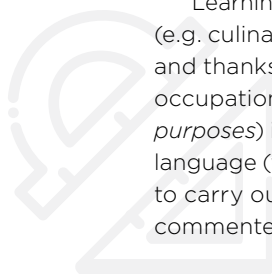 Learnin
(e.g. culina
and thanks
occupation
purposes)
language (
to carry ou
commente